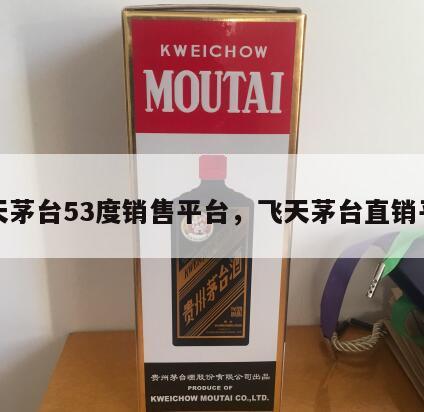 KWEICHOW
MOUTAI
天茅台53度销售平台，飞天茅台直销平
KWEICHOW
贵州茅台酒
贵州茅台酒股份有限公司出品
PRODUCE OF
KWEICHOW MOUTAI CO.,LTD.